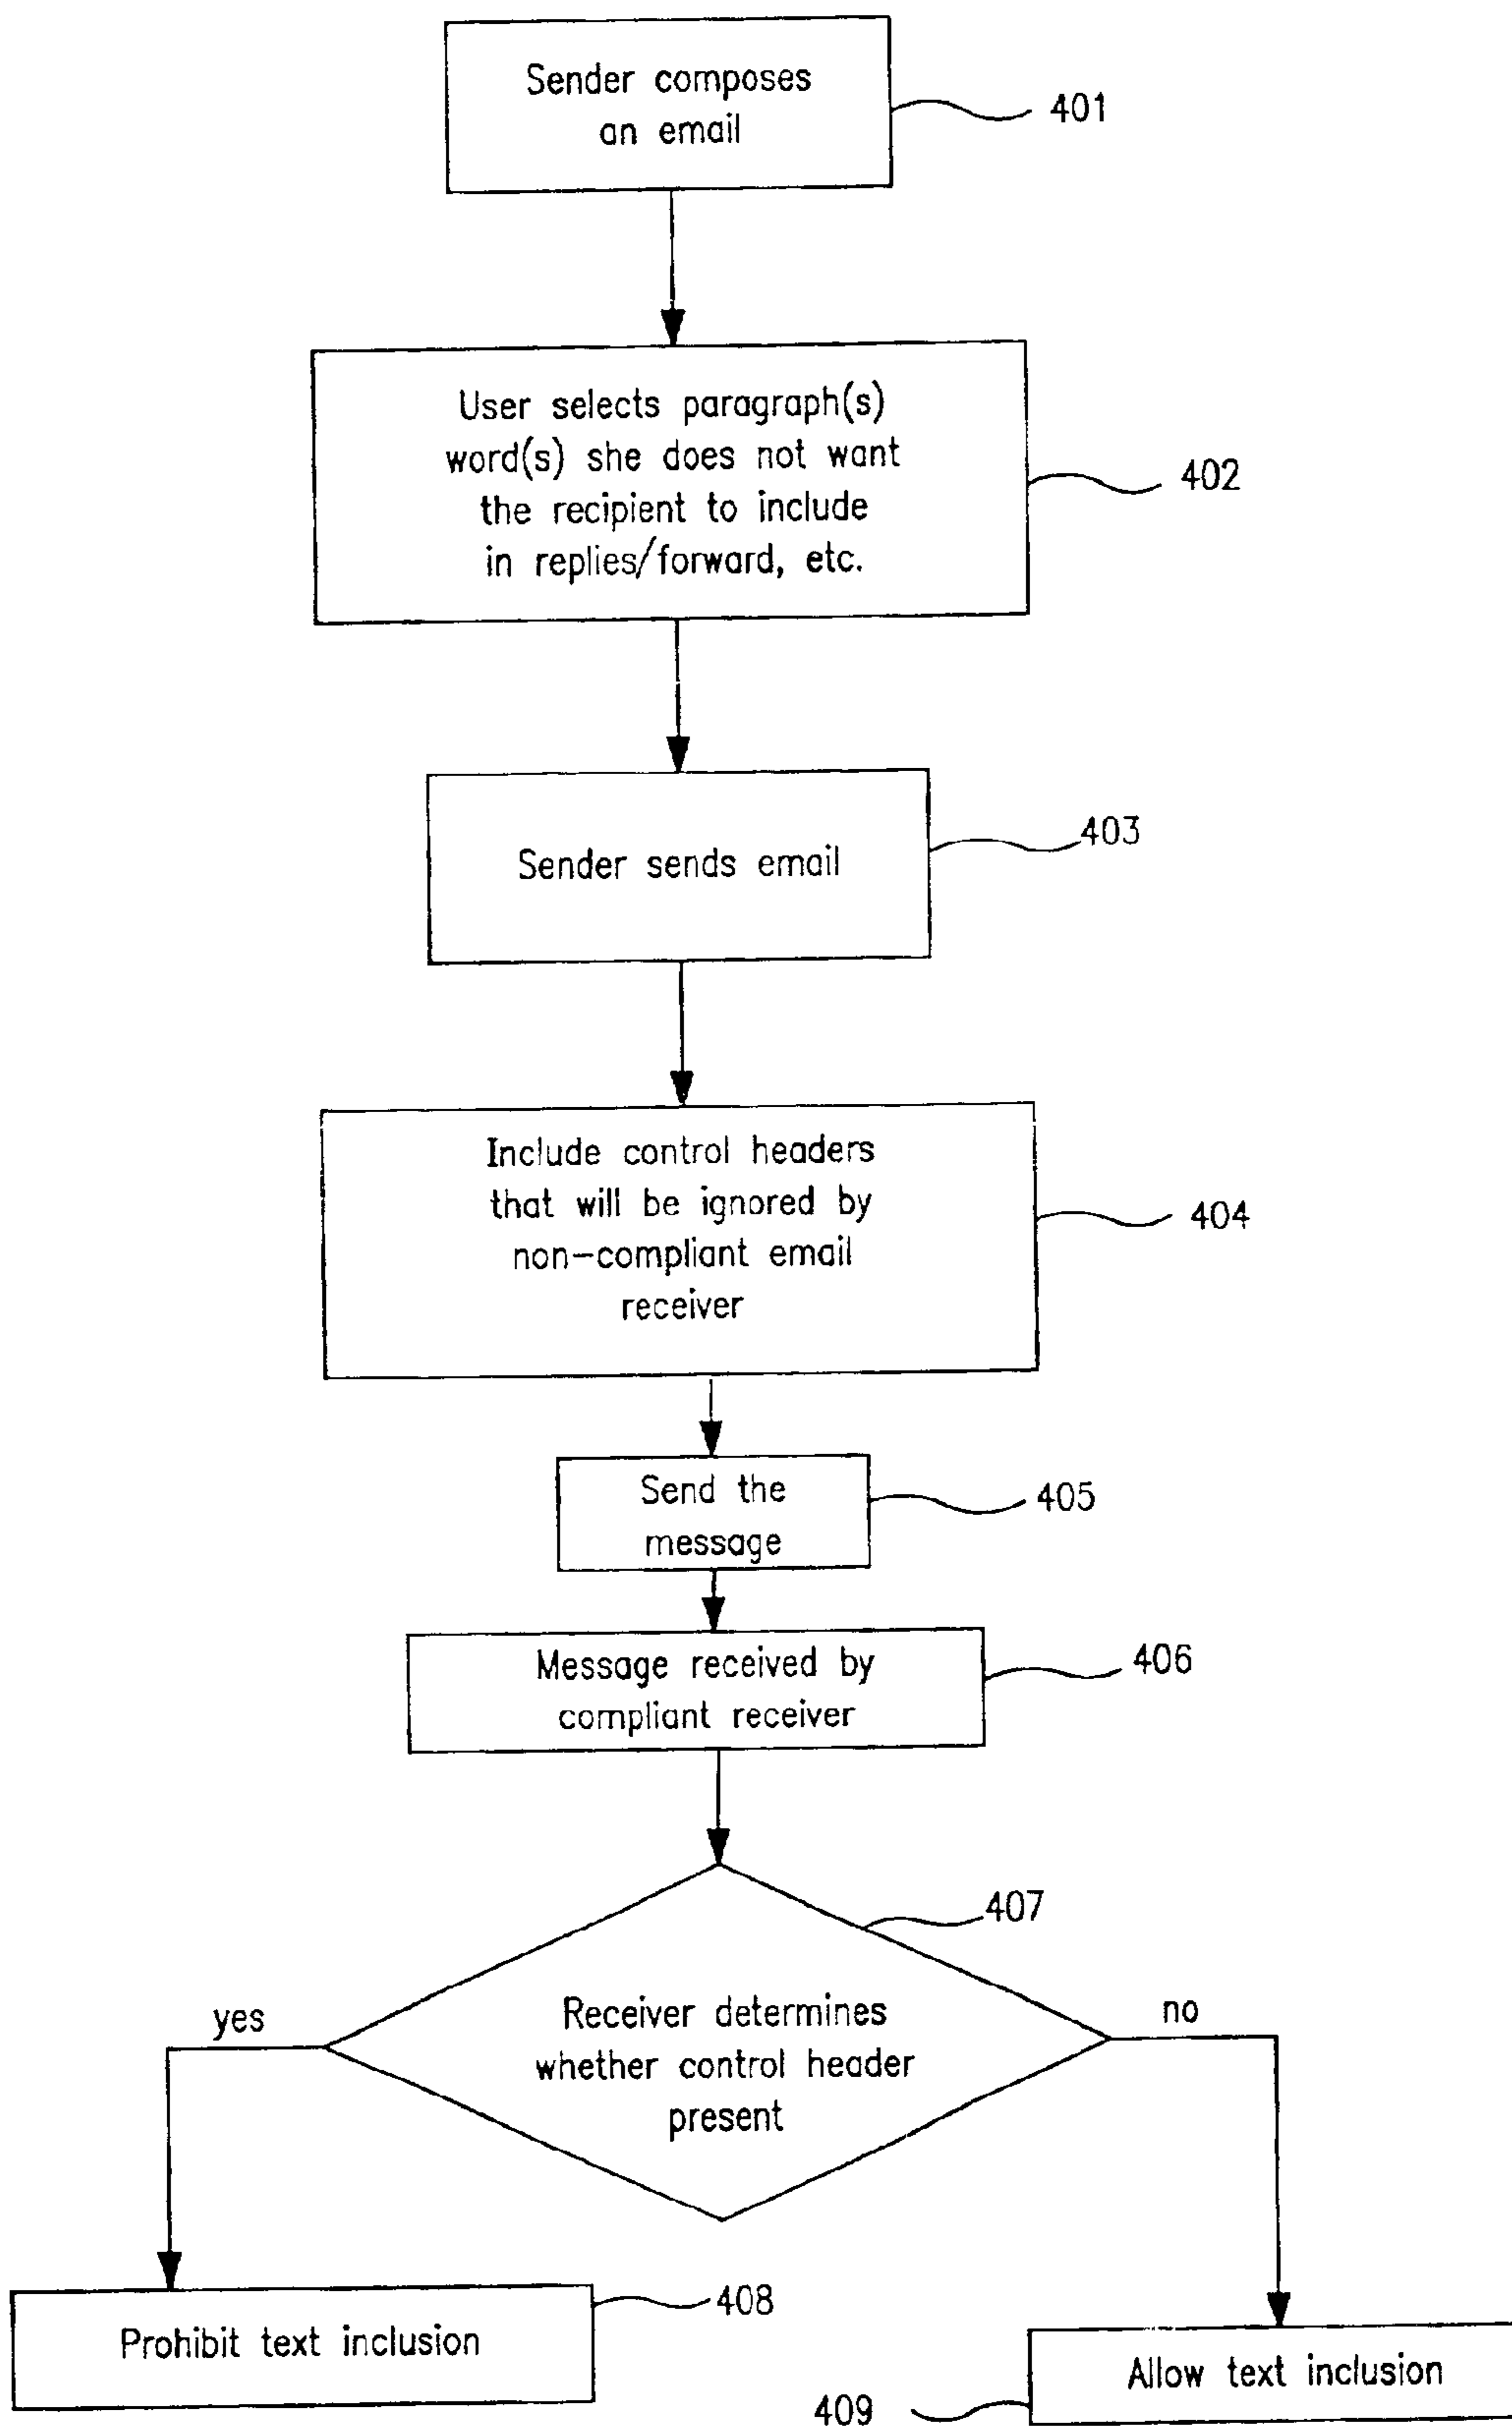 Sender composes
an email
401
User selects paragraph(s)
word(s) she does not want
the recipient to include
in replies/forward, etc.
402
Sender sends email
403
Include control headers
that will be ignored by
non-compliant email
receiver
404
Send the
message
405
Message received by
compliant receiver
406
407
Receiver determines
whether control header
present
yes
no
Prohibit text inclusion
408
Allow text inclusion
409